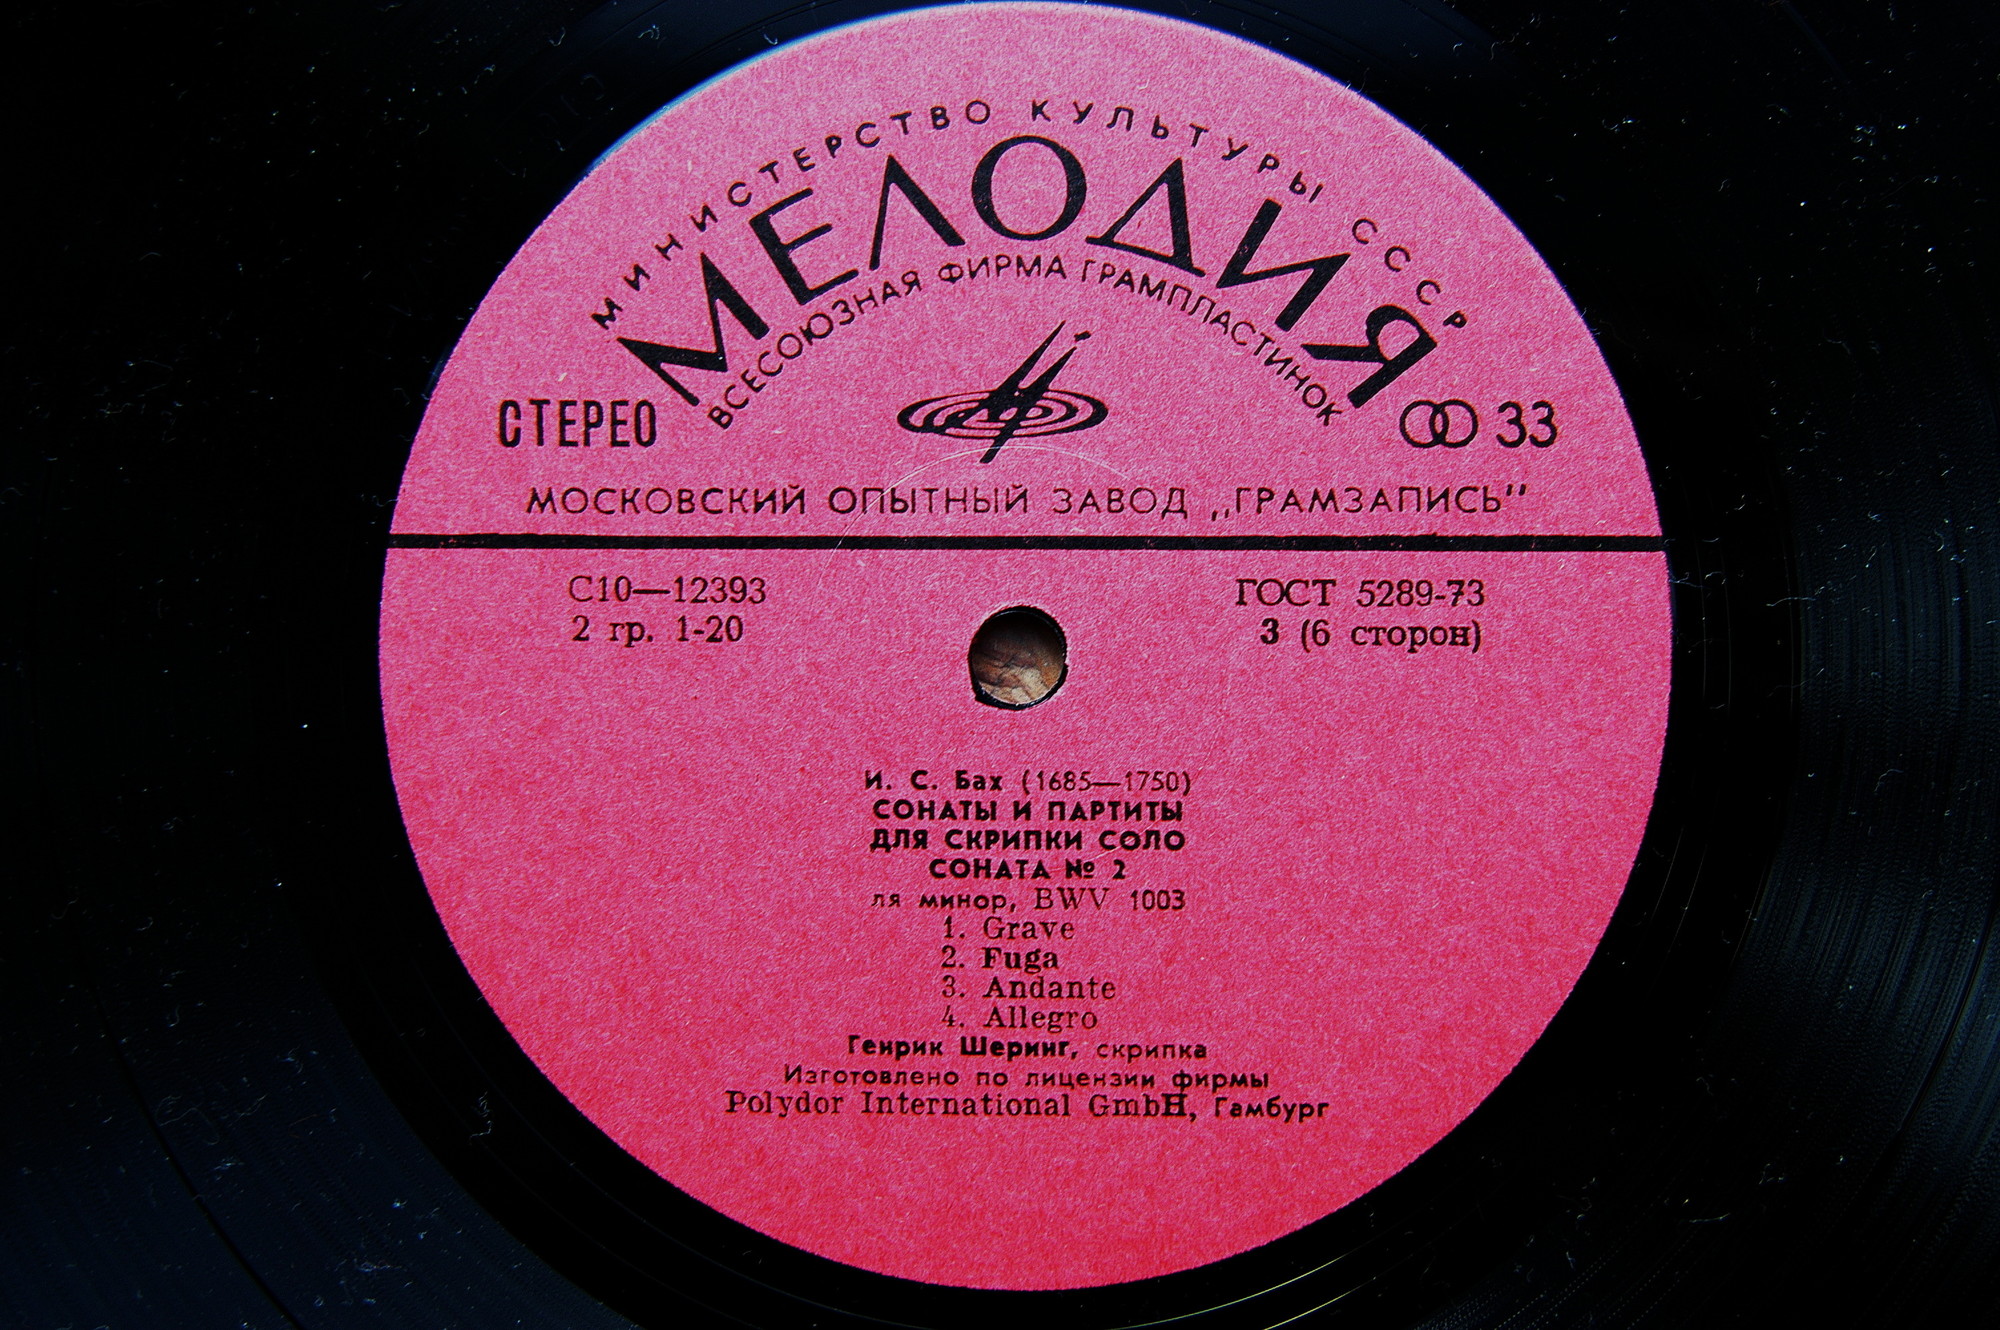 МИНИСТЕРСТВО КУЛЬТУРЫ СССР
МЕЛОДИЯ
ВСЕСОЮЗНАЯ ФИРМА ГРАМПЛАСТИНОК
СТЕРЕО
33
МОСКОВСКИЙ ОПЫТНЫЙ ЗАВОД „ГРАМЗАПИСЬ"
С10—12393
ГОСТ 5289-73
2 гр. 1-20
3 (6 сторон)
И. С. Бах (1685—1750)
СОНАТЫ И ПАРТИТЫ
ДЛЯ СКРИПКИ СОЛО
СОНАТА № 2
ля минор, BWV 1003
1. Grave
2. Fuga
3. Andante
4. Allegro
Генрик Шеринг, скрипка
Изготовлено по лицензии фирмы
Polydor International GmbH, Гамбург